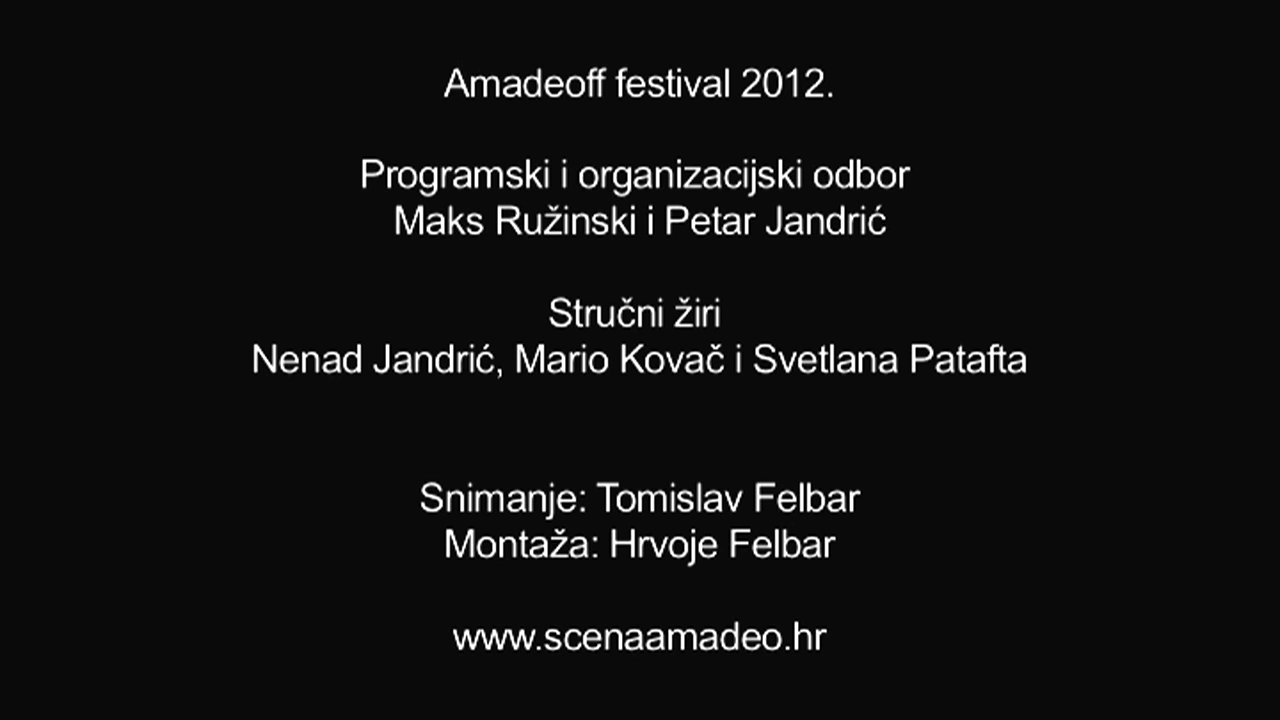 Amadeoff festival 2012.
Programski i organizacijski odbor
Maks Ružinski i Petar Jandrić
Stručni žiri
Nenad Jandrić, Mario Kovač i Svetlana Patafta
Snimanje: Tomislav Felbar
Montaža: Hrvoje Felbar
www.scenaamadeo.hr